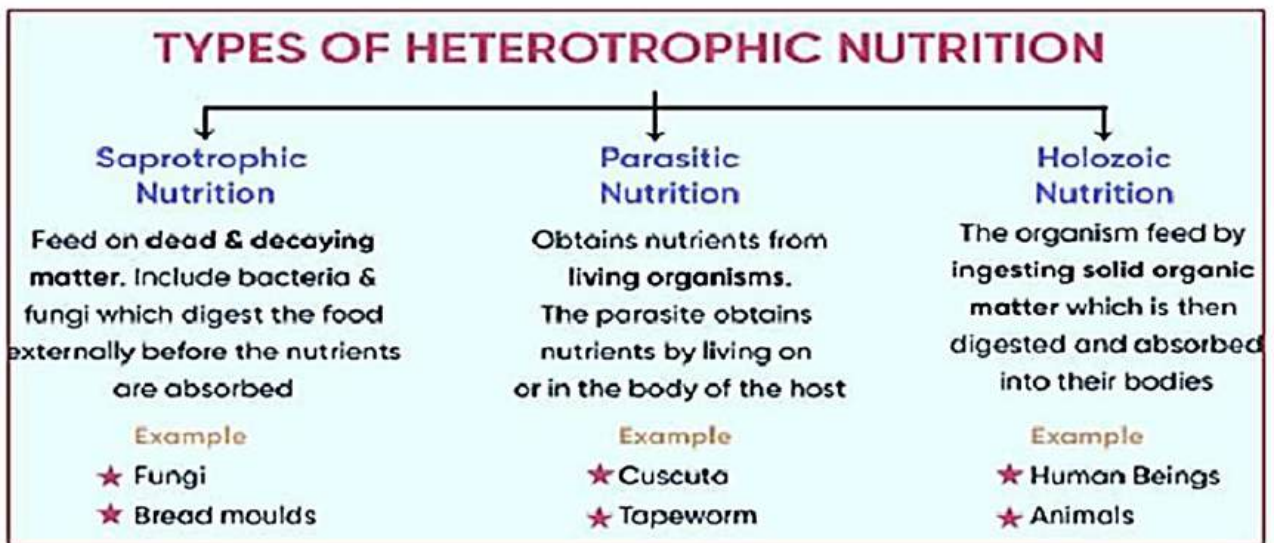 TYPES OF HETEROTROPHIC NUTRITION
Saprotrophic
Nutrition
Feed on dead & decaying
matter. Include bacteria &
fungi which digest the food
externally before the nutrients
are absorbed
Example
Fungi
Bread moulds
Parasitic
Nutrition
Obtains nutrients from
living organisms.
The parasite obtains
nutrients by living on
or in the body of the host
Example
Cuscuta
Tapeworm
Holozoic
Nutrition
The organism feed by
ingesting solid organic
matter which is then
digested and absorbed
into their bodies
Example
Human Beings
Animals